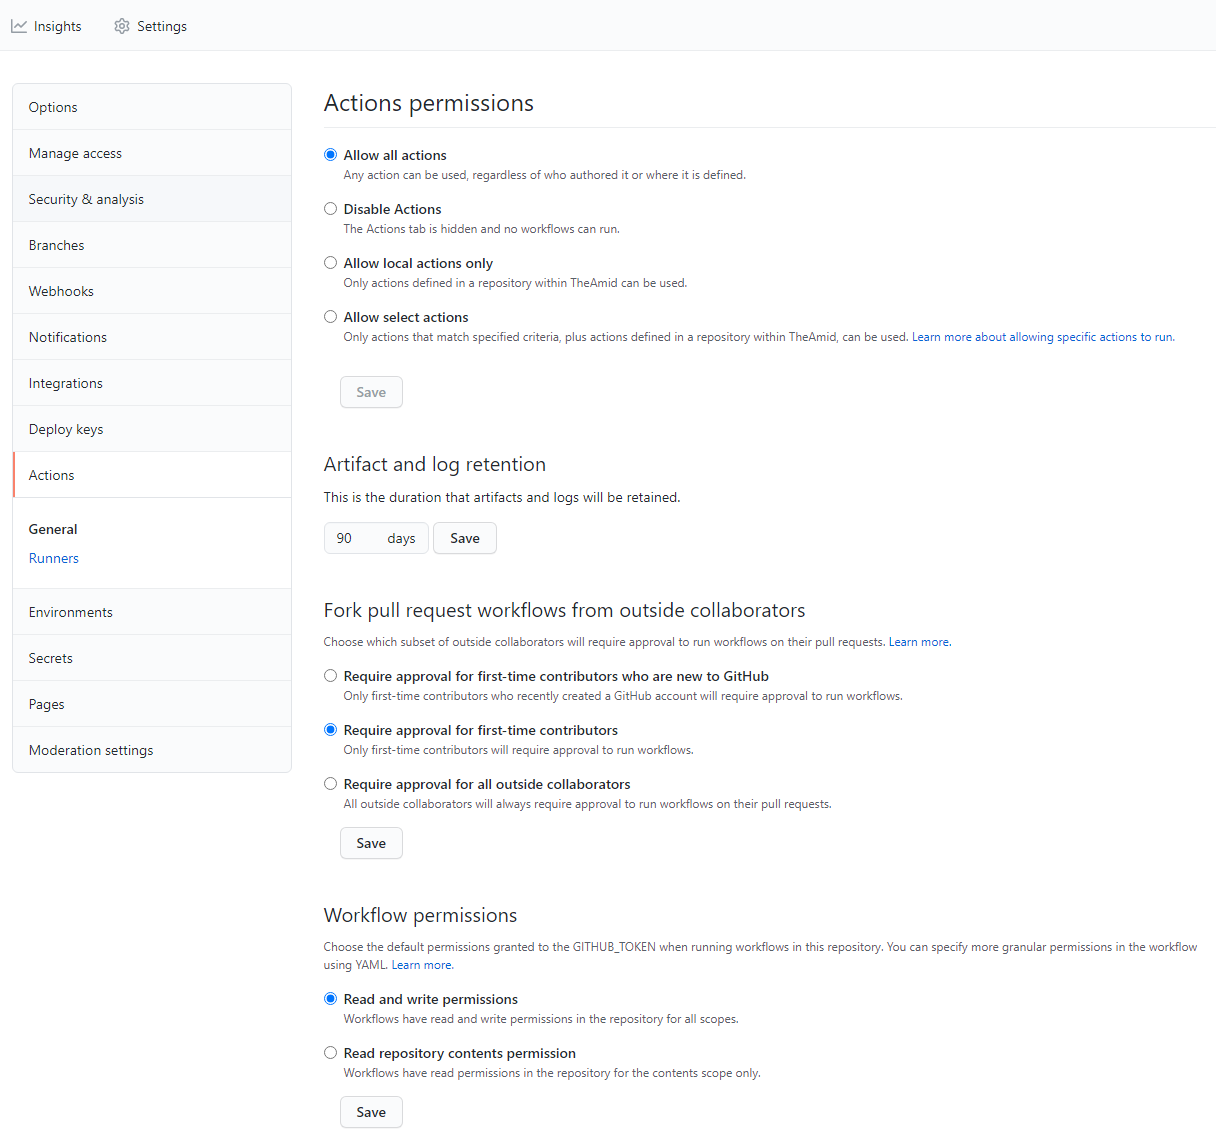 Insights
Settings
Options
Manage access
Security & analysis
Branches
Webhooks
Notifications
Integrations
Deploy keys
Actions
General
Runners
Environments
Secrets
Pages
Moderation settings
Actions permissions
Allow all actions
Any action can be used, regardless of who authored it or where it is defined.
Disable Actions
The Actions tab is hidden and no workflows can run.
Allow local actions only
Only actions defined in a repository within TheAmid can be used.
Allow select actions
Only actions that match specified criteria, plus actions defined in a repository within TheAmid, can be used. Learn more about allowing specific actions to run.
Save
Artifact and log retention
This is the duration that artifacts and logs will be retained.
90 days Save
Fork pull request workflows from outside collaborators
Choose which subset of outside collaborators will require approval to run workflows on their pull requests. Learn more.
Require approval for first-time contributors who are new to GitHub
Only first-time contributors who recently created a GitHub account will require approval to run workflows.
Require approval for first-time contributors
Only first-time contributors will require approval to run workflows.
Require approval for all outside collaborators
All outside collaborators will always require approval to run workflows on their pull requests.
Save
Workflow permissions
Choose the default permissions granted to the GITHUB_TOKEN when running workflows in this repository. You can specify more granular permissions in the workflow
using YAML. Learn more.
Read and write permissions
Workflows have read and write permissions in the repository for all scopes.
Read repository contents permission
Workflows have read permissions in the repository for the contents scope only.
Save